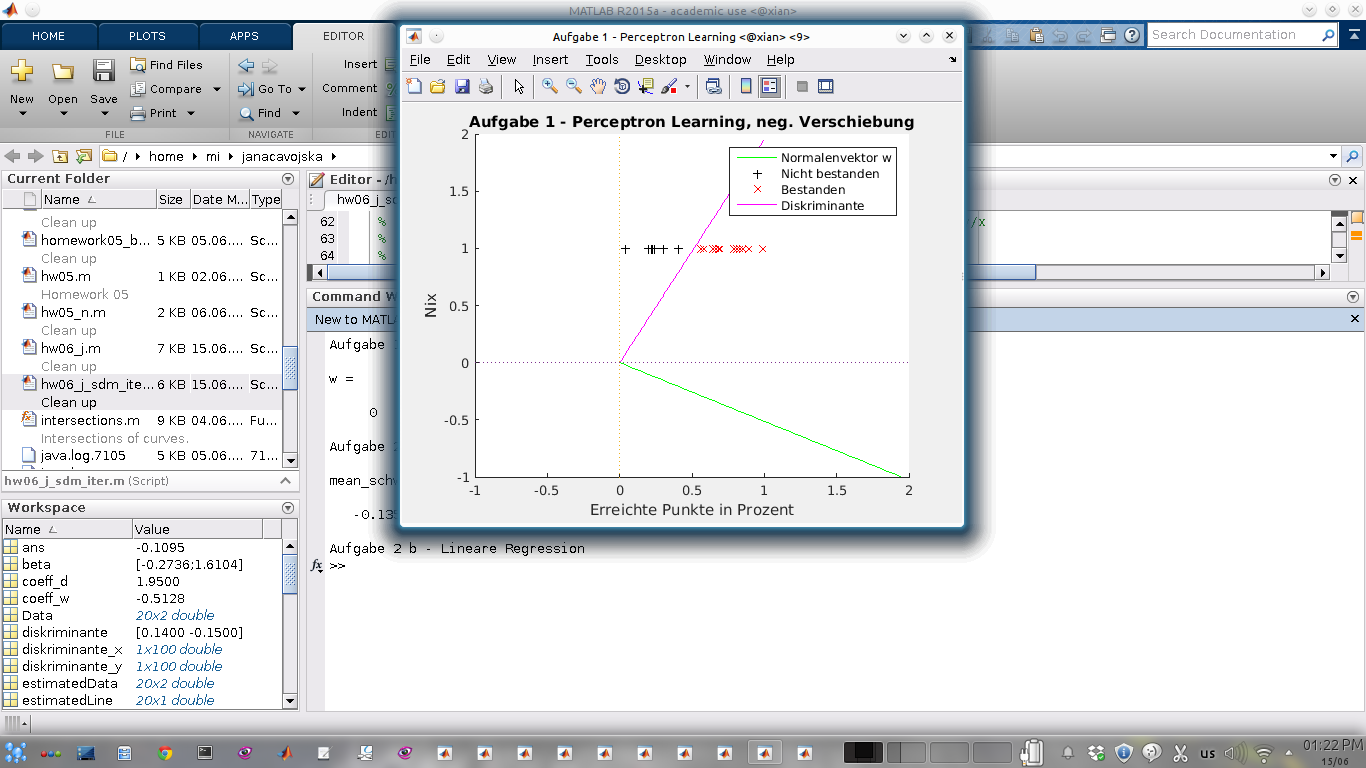 MATLAB R2015a - academic use <@xian>
HOME
PLOTS
APPS
EDITOR
Search Documentation
New
Open
Save
Find Files
Compare
Print
FILE
Go To
Find
NAVIGATE
Insert
Comment
Indent
/ ▸ home ▸ mi ▸ janacavojska ▸
Current Folder
Name Size Date M... Type
Clean up
homework05_b... 5 KB 05.06.... Sc...
Clean up
hw05.m 1 KB 02.06.... Sc...
Homework 05
hw05_n.m 2 KB 06.06.... Sc...
Clean up
hw06_j.m 7 KB 15.06.... Sc...
Clean up
hw06_j_sdm_ite... 6 KB 15.06.... Sc...
Clean up
intersections.m 9 KB 04.06.... Fu...
Intersections of curves.
java.log.7105 5 KB 05.06.... 71...
hw06_j_sdm_iter.m (Script)
Workspace
Name Value
ans -0.1095
beta [-0.2736;1.6104]
coeff_d 1.9500
coeff_w -0.5128
Data 20x2 double
diskriminante [0.1400 -0.1500]
diskriminante_x 1x100 double
diskriminante_y 1x100 double
estimatedData 20x2 double
estimatedLine 20x1 double
Editor - /h
hw06_j_s
62 %
/x
63 %
64 %
Command W
New to MATL
Aufgabe
w =
0
Aufgabe
mean_sch
-0.13
Aufgabe 2 b - Lineare Regression
fx >>
Aufgabe 1 - Perceptron Learning <@xian> <9>
File Edit View Insert Tools Desktop Window Help
Aufgabe 1 - Perceptron Learning, neg. Verschiebung
Normalenvektor w
Nicht bestanden
Bestanden
Diskriminante
2
1.5
1
0.5
0
-0.5
-1
Nix
-1 -0.5 0 0.5 1 1.5 2
Erreichte Punkte in Prozent
us
01:22 PM
15/06